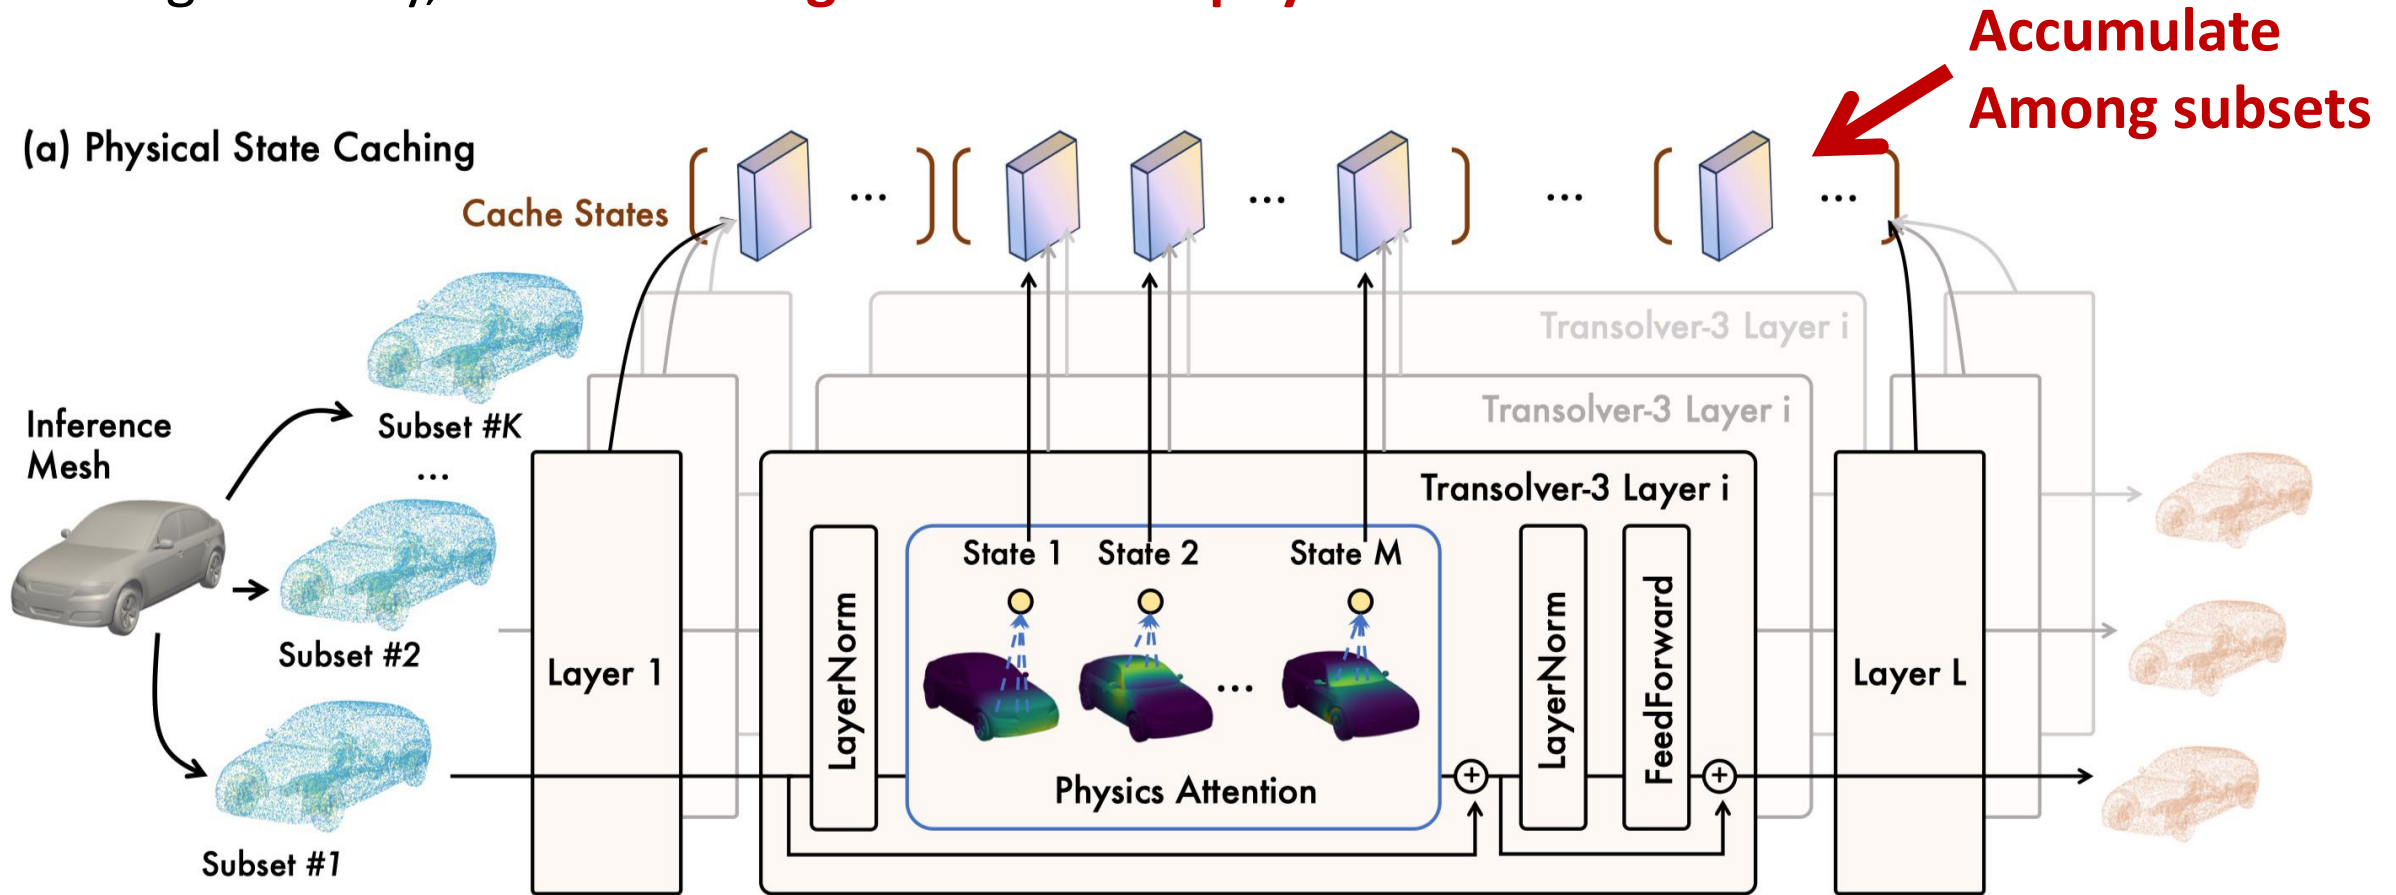 Accumulate
Among subsets
(a) Physical State Caching
Cache States
...
...
...
...
Transolver-3 Layer i
Transolver-3 Layer i
Transolver-3 Layer i
Inference
Mesh
Subset #K
...
Subset #2
Subset #1
Layer 1
LayerNorm
State 1
State 2
State M
...
Physics Attention
+
LayerNorm
FeedForward
+
Layer L